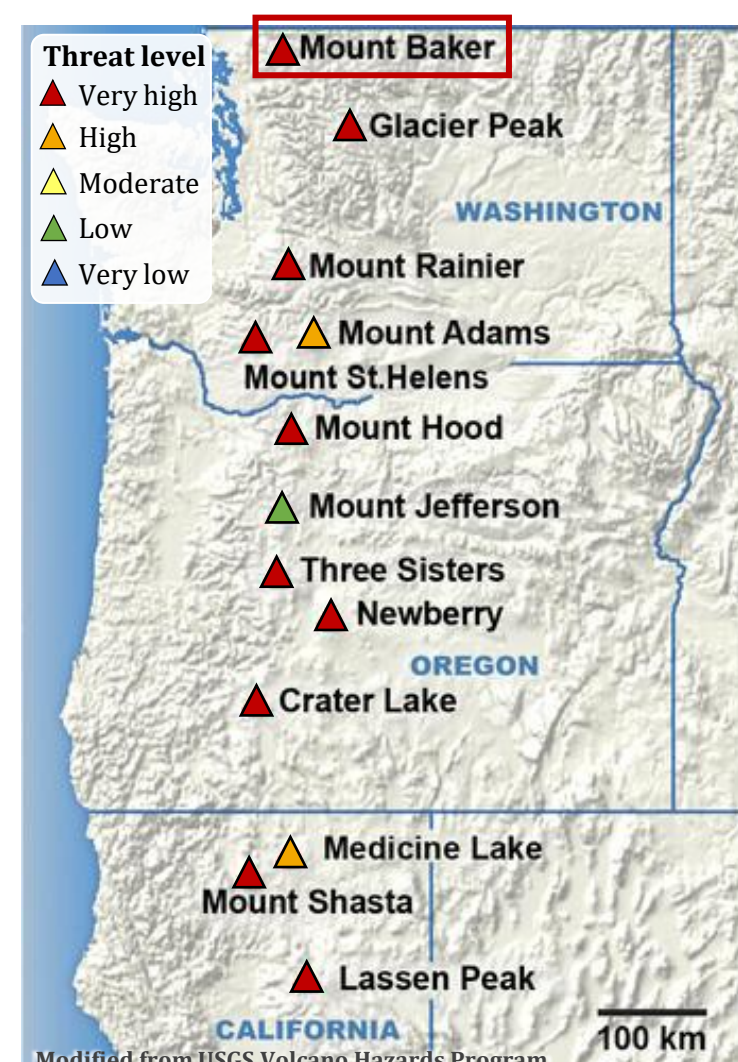 Threat level
Very high
High
Moderate
Low
Very low
Mount Baker
Glacier Peak
WASHINGTON
Mount Rainier
Mount Adams
Mount St.Helens
Mount Hood
Mount Jefferson
Three Sisters
Newberry
OREGON
Crater Lake
Medicine Lake
Mount Shasta
Lassen Peak
CALIFORNIA
100 km
Modified from USGS Volcano Hazards Program